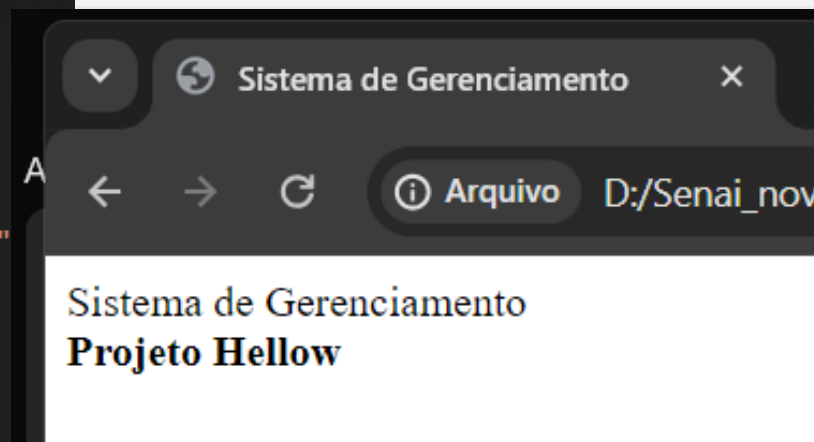 Sistema de Gerenciamento
A
Arquivo D:/Senai_nov
"
Sistema de Gerenciamento
Projeto Hellow